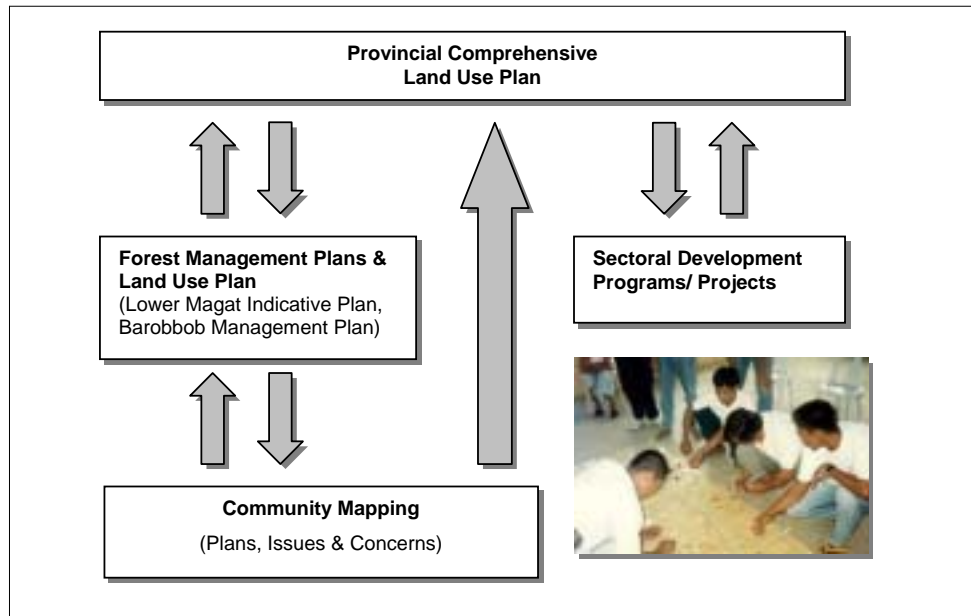 Provincial Comprehensive
Land Use Plan
Forest Management Plans &
Land Use Plan
(Lower Magat Indicative Plan,
Barobbob Management Plan)
Sectoral Development
Programs/ Projects
Community Mapping
(Plans, Issues & Concerns)